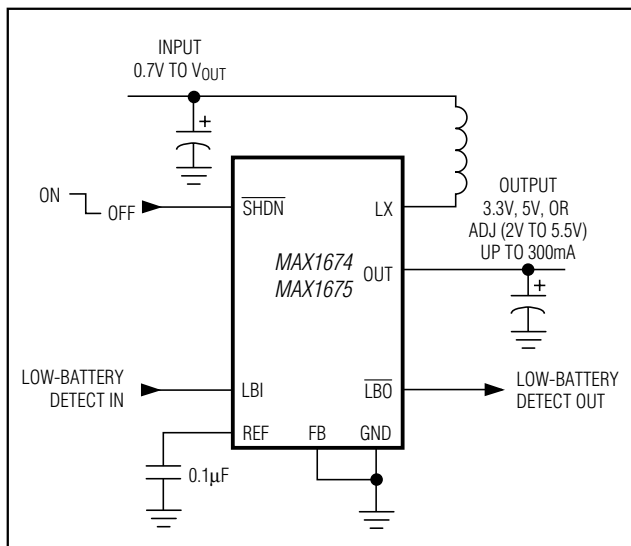 INPUT
0.7V TO VOUT
ON
OFF
SHDN
LX
OUTPUT
3.3V, 5V, OR
ADJ (2V TO 5.5V)
UP TO 300mA
MAX1674
MAX1675
OUT
LOW-BATTERY
DETECT IN
LBI
LBO
LOW-BATTERY
DETECT OUT
REF
FB
GND
0.1µF
+
+